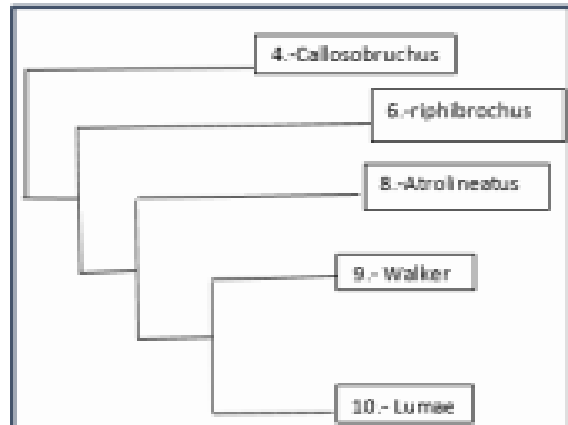 4.-Callosobruchus
6.-riphibrochus
8.-Atrolineatus
9.- Walker
10.- Lumae